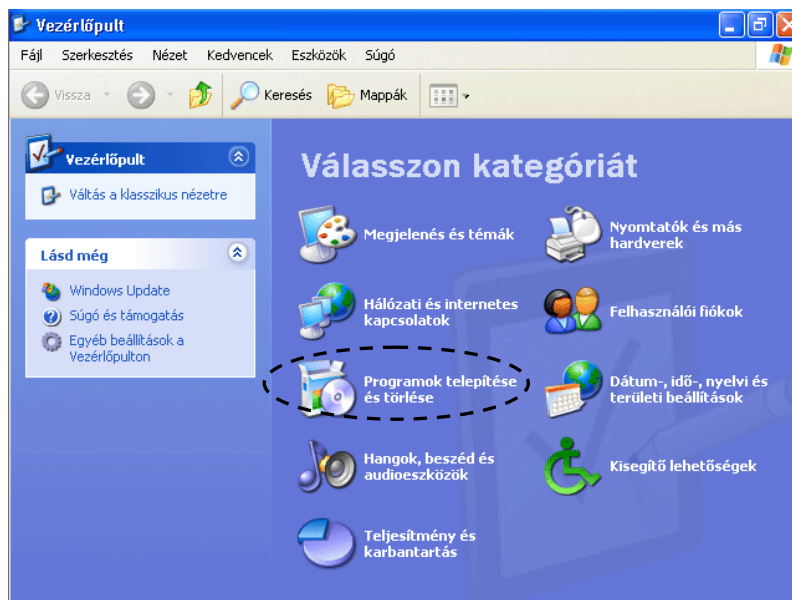 Vezérlőpult
Fájl Szerkesztés Nézet Kedvencek Eszközök Súgó
Vissza Keresés Mappák
Vezérlőpult
Váltás a klasszikus nézetre
Lásd még
Windows Update
Súgó és támogatás
Egyéb beállítások a
Vezérlőpulton
Válasszon kategóriát
Megjelenés és témák
Nyomtatók és más
hardverek
Hálózati és internetes
kapcsolatok
Felhasználói fiókok
Programok telepítése
és törlése
Dátum-, idő-, nyelvi és
területi beállítások
Hangok, beszéd és
audioeszközök
Kisegítő lehetőségek
Teljesítmény és
karbantartás